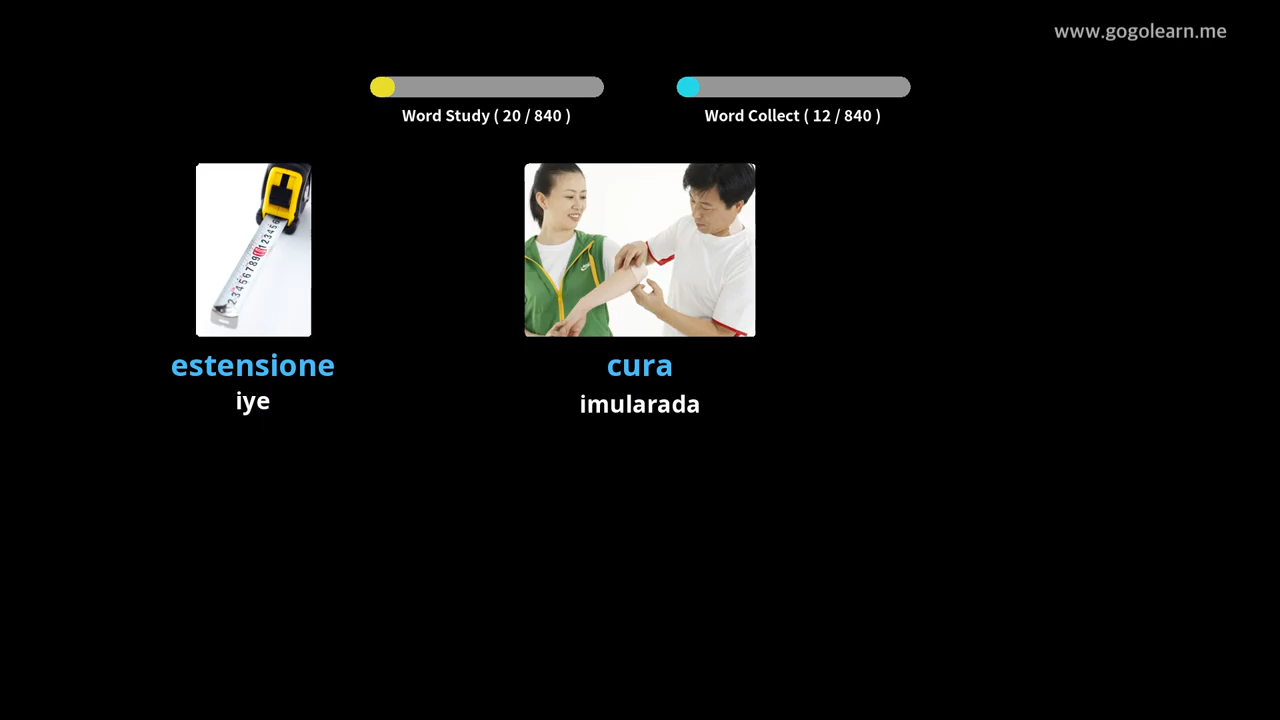 www.gogolearn.me
Word Study ( 20 / 840 )
Word Collect ( 12 / 840 )
estensione
iye
cura
imularada